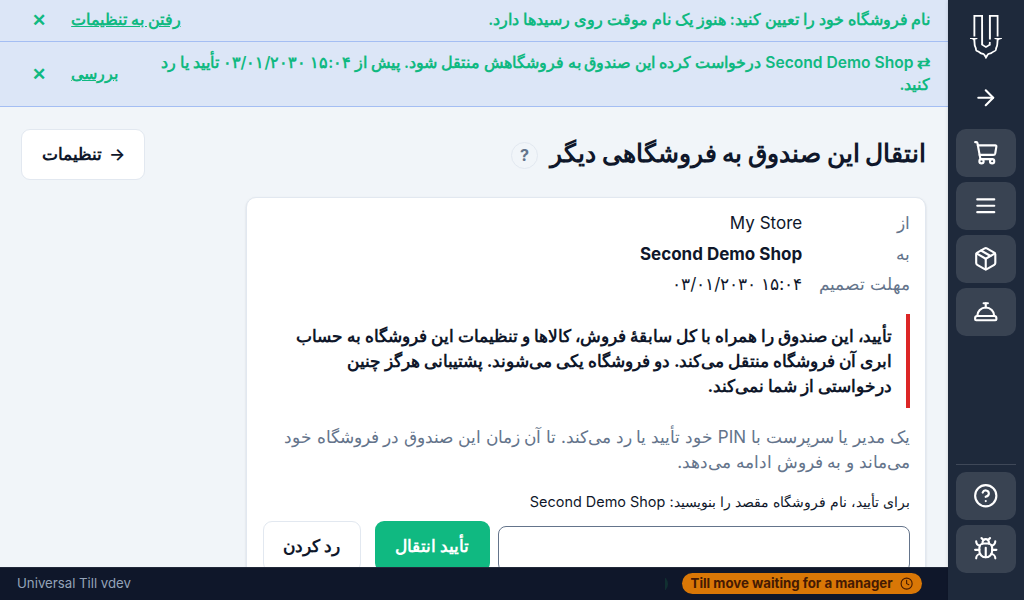 نام فروشگاه خود را تعیین کنید: هنوز یک نام موقت روی رسیدها دارد.
رفتن به تنظیمات
✕
⇄ Second Demo Shop درخواست کرده این صندوق به فروشگاهش منتقل شود. پیش از ۰۳/۰۱/۲۰۳۰ ۱۵:۰۴ تأیید یا رد
کنید.
بررسی
✕
انتقال این صندوق به فروشگاهی دیگر
?
→ تنظیمات
از My Store
به Second Demo Shop
مهلت تصمیم ۰۳/۰۱/۲۰۳۰ ۱۵:۰۴
تأیید، این صندوق را همراه با کل سابقهٔ فروش، کالاها و تنظیمات این فروشگاه به حساب
ابری آن فروشگاه منتقل می‌کند. دو فروشگاه یکی می‌شوند. پشتیبانی هرگز چنین
درخواستی از شما نمی‌کند.
یک مدیر یا سرپرست با PIN خود تأیید یا رد می‌کند. تا آن زمان این صندوق در فروشگاه خود
می‌ماند و به فروش ادامه می‌دهد.
برای تأیید، نام فروشگاه مقصد را بنویسید: Second Demo Shop
تأیید انتقال
رد کردن
Till move waiting for a manager
Universal Till vdev